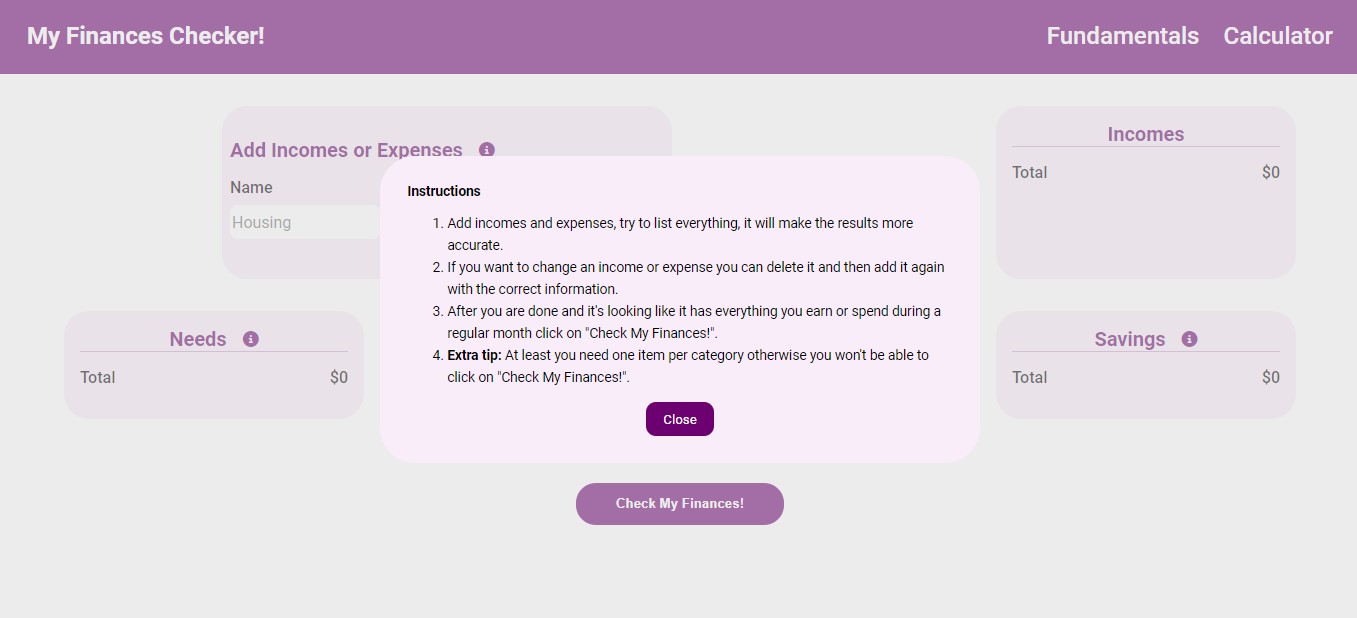 My Finances Checker!
Fundamentals Calculator
Add Incomes or Expenses
Name
Housing
Incomes
Total $0
Instructions
1. Add incomes and expenses, try to list everything, it will make the results more
accurate.
2. If you want to change an income or expense you can delete it and then add it again
with the correct information.
3. After you are done and it's looking like it has everything you earn or spend during a
regular month click on "Check My Finances!".
4. Extra tip: At least you need one item per category otherwise you won't be able to
click on "Check My Finances!".
Close
Needs
Total $0
Savings
Total $0
Check My Finances!